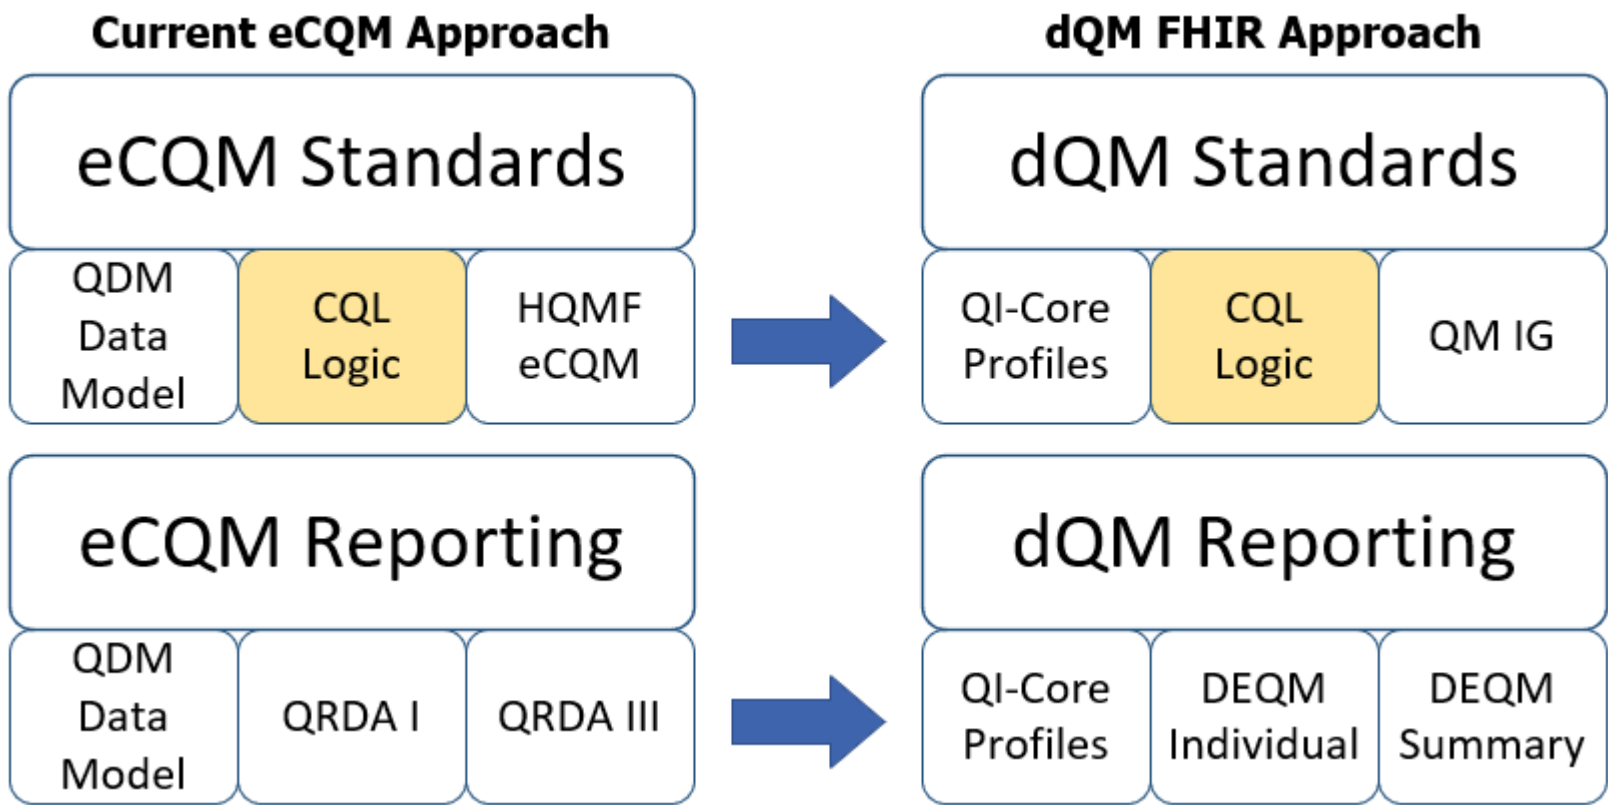 Current eCQM Approach
dQM FHIR Approach
eCQM Standards
QDM
Data
Model
CQL
Logic
HQMF
eCQM
dQM Standards
QI-Core
Profiles
CQL
Logic
QM IG
eCQM Reporting
QDM
Data
Model
QRDA I
QRDA III
dQM Reporting
QI-Core
Profiles
DEQM
Individual
DEQM
Summary